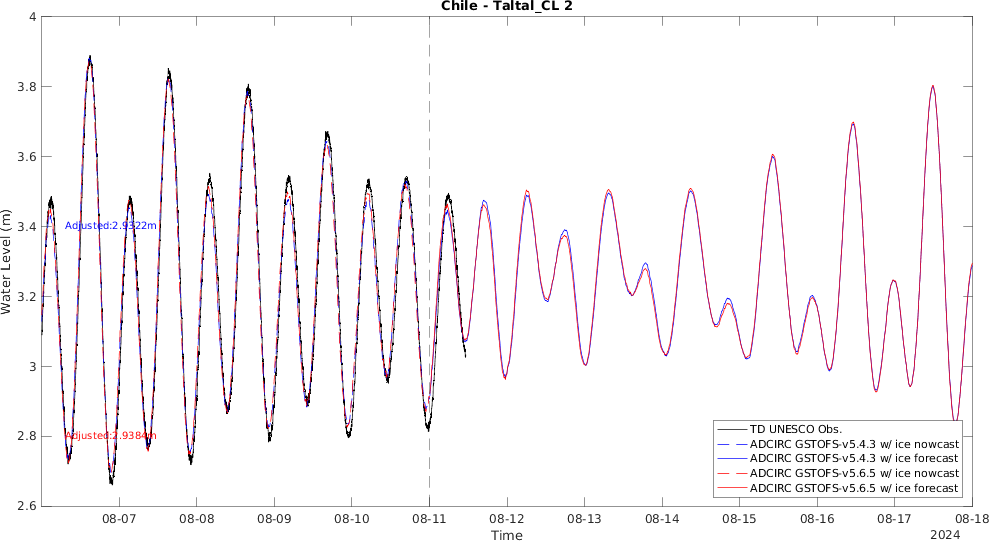 Chile - Taltal_CL 2
4
3.8
3.6
3.4
3.2
3
2.8
2.6
Water Level (m)
Adjusted:2.9322m
Adjusted:2.9384m
TD UNESCO Obs.
ADCIRC GSTOFS-v5.4.3 w/ ice nowcast
ADCIRC GSTOFS-v5.4.3 w/ ice forecast
ADCIRC GSTOFS-v5.6.5 w/ ice nowcast
ADCIRC GSTOFS-v5.6.5 w/ ice forecast
08-07 08-08 08-09 08-10 08-11 08-12 08-13 08-14 08-15 08-16 08-17 08-18
Time
2024